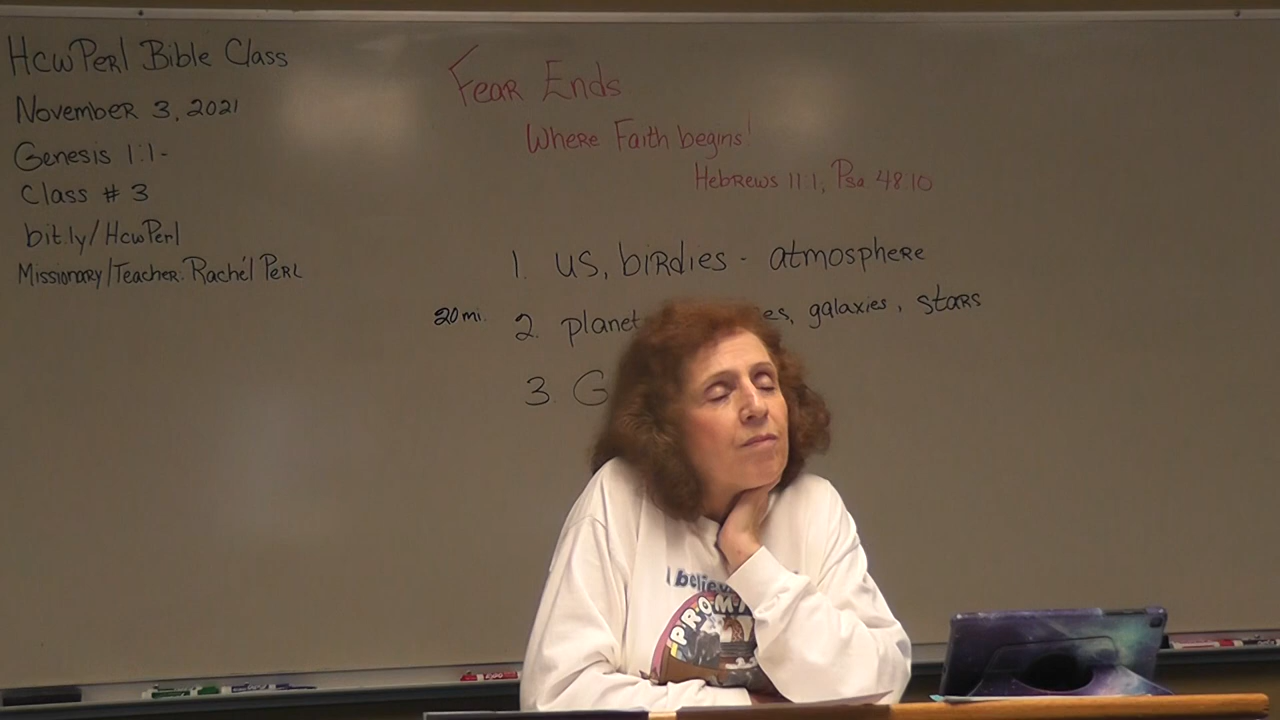 HcwPerl Bible Class
November 3, 2021
Genesis 1:1-
Class # 3
bit.ly/HcwPerl
Missionary/Teacher: Rachél Perl
Fear Ends
Where Faith begins!
Hebrews 11:1, Psa 48:10
1. us, birdies - atmosphere
20 mi. 2. planet es, galaxies, stars
3. G
I believ
PROMI